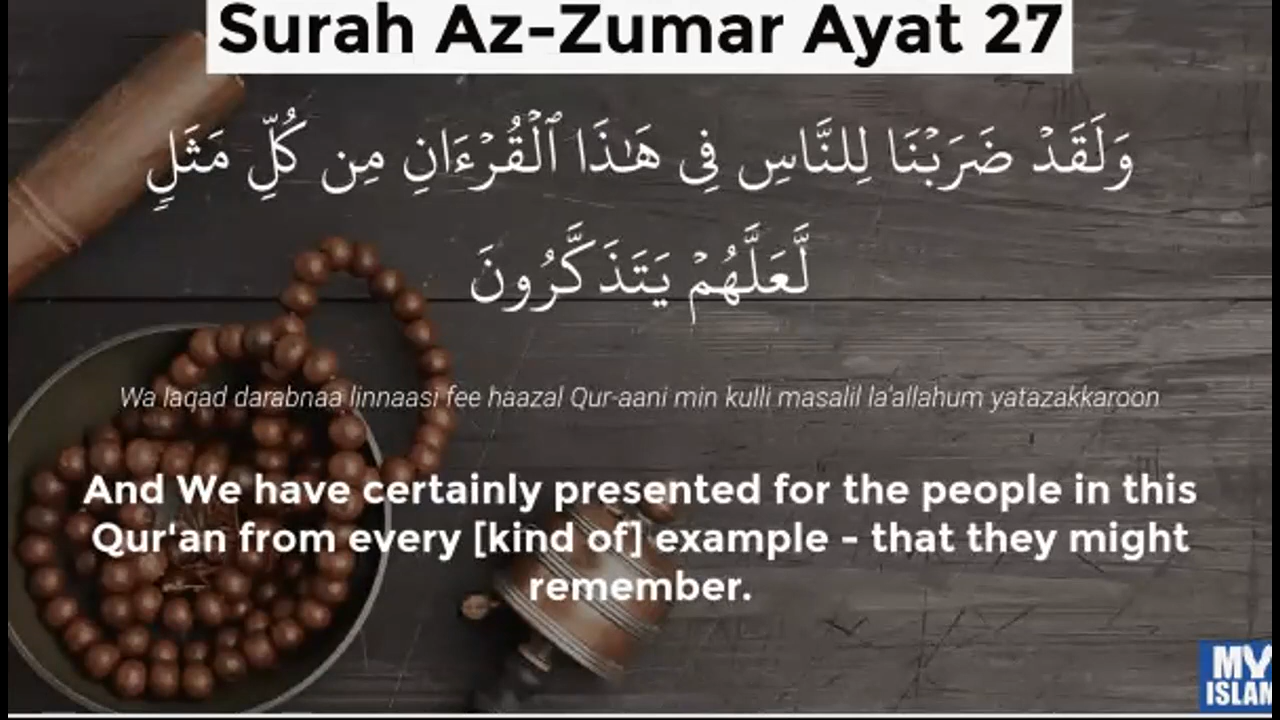 Surah Az-Zumar Ayat 27
وَلَقَدْ ضَرَبْنَا لِلنَّاسِ فِى هَـٰذَا ٱلْقُرْءَانِ مِن كُلِّ مَثَلٍ
لَّعَلَّهُمْ يَتَذَكَّرُونَ
Wa laqad darabnaa linnaasi fee haazal Qur-aani min kulli masalil la'allahum yatazakkaroon
And We have certainly presented for the people in this
Qur'an from every [kind of] example - that they might
remember.
MY
ISLAM